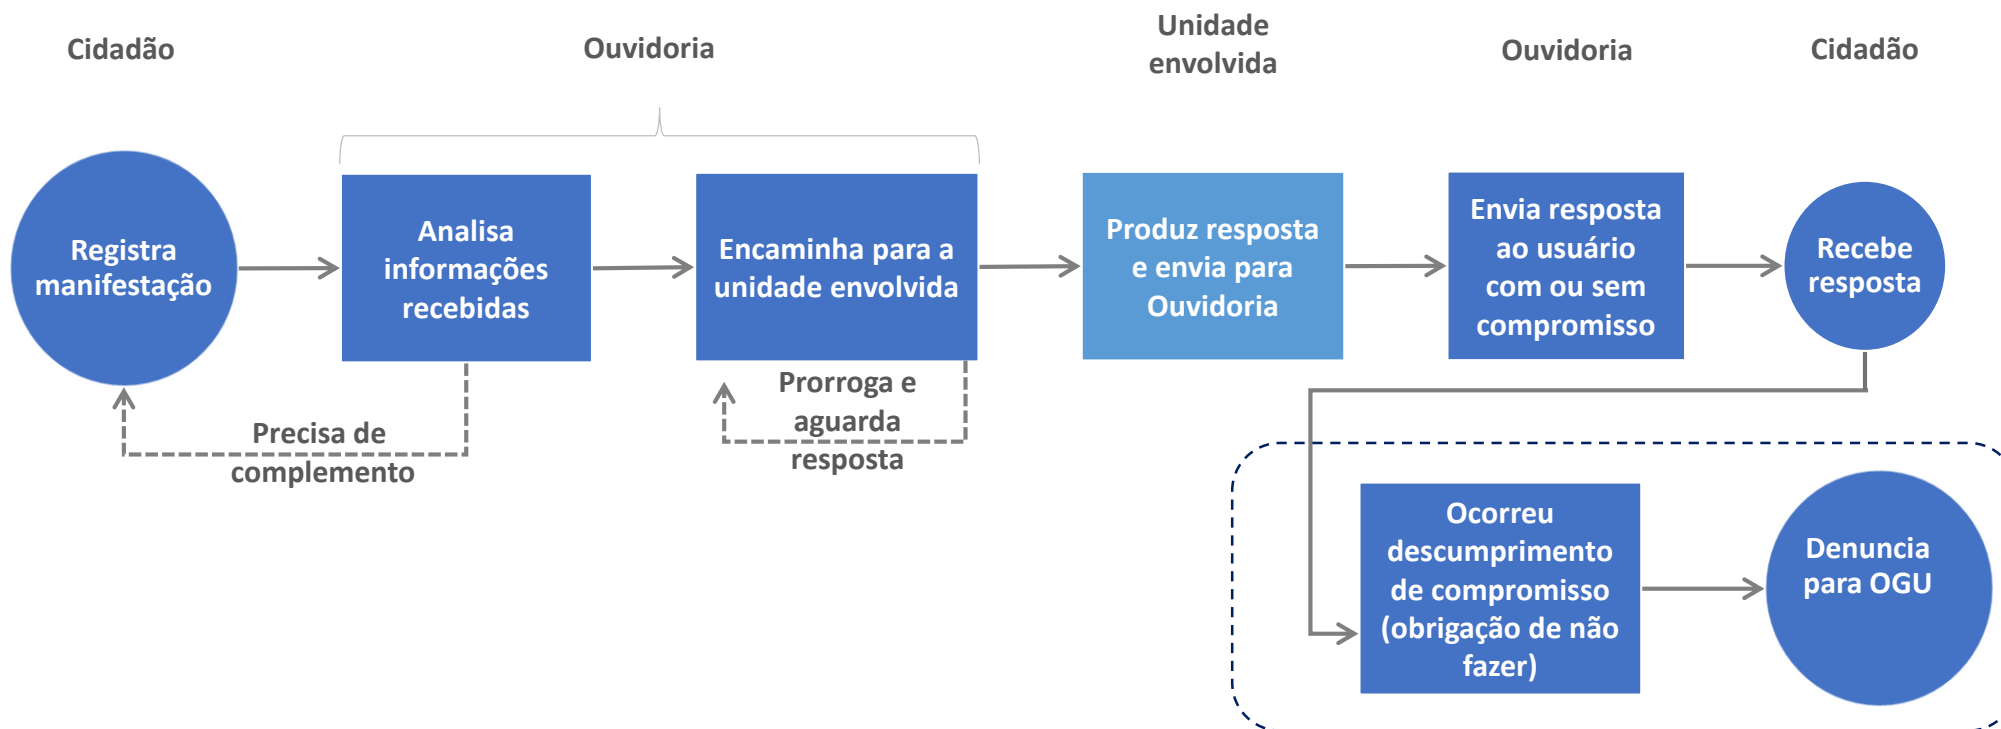 Cidadão
Ouvidoria
Unidade
envolvida
Ouvidoria
Cidadão
Registra
manifestação
Analisa
informações
recebidas
Encaminha para a
unidade envolvida
Produz resposta
e envia para
Ouvidoria
Envia resposta
ao usuário
com ou sem
compromisso
Recebe
resposta
Precisa de
complemento
Prorroga e
aguarda
resposta
Ocorreu
descumprimento
de compromisso
(obrigação de não
fazer)
Denuncia
para OGU